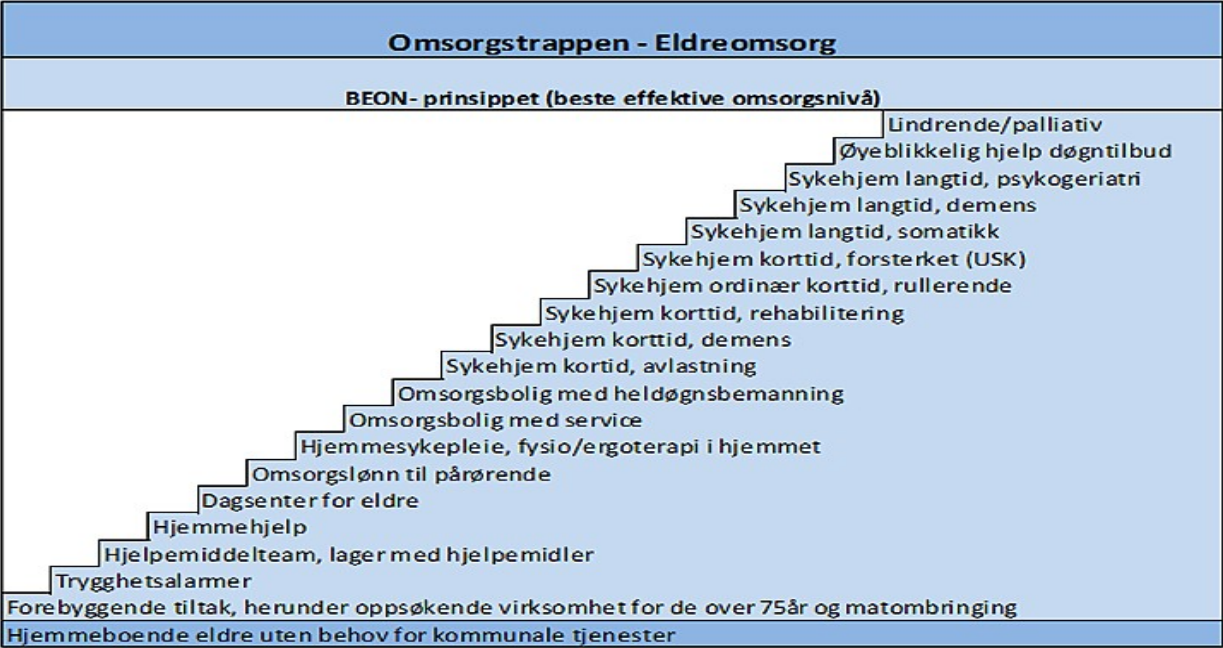 Omsorgstrappen - Eldreomsorg
BEON- prinsippet (beste effektive omsorgsnivå)
Lindrende/palliativ
Øyeblikkelig hjelp døgntilbud
Sykehjem langtid, psykogeriatri
Sykehjem langtid, demens
Sykehjem langtid, somatikk
Sykehjem korttid, forsterket (USK)
Sykehjem ordinær korttid, rullerende
Sykehjem korttid, rehabilitering
Sykehjem korttid, demens
Sykehjem kortid, avlastning
Omsorgsbolig med heldøgnsbemanning
Omsorgsbolig med service
Hjemmesykepleie, fysio/ergoterapi i hjemmet
Omsorgslønn til pårørende
Dagsenter for eldre
Hjemmehjelp
Hjelpemiddelteam, lager med hjelpemidler
Trygghetsalarmer
Forebyggende tiltak, herunder oppsøkende virksomhet for de over 75år og matombringing
Hjemmeboende eldre uten behov for kommunale tjenester